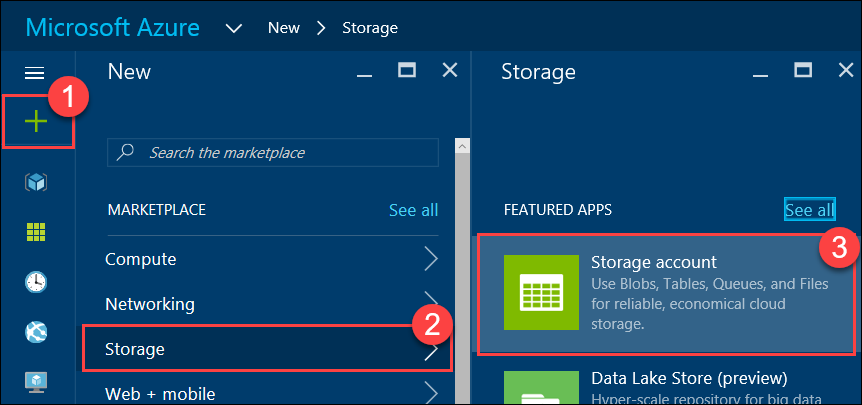 Microsoft Azure New Storage
New
Storage
1
Search the marketplace
MARKETPLACE See all
FEATURED APPS See all
Compute
Networking
Storage
2
Web + mobile
3
Storage account
Use Blobs, Tables, Queues, and Files
for reliable, economical cloud
storage.
Data Lake Store (preview)
Hyper-scale repository for big data